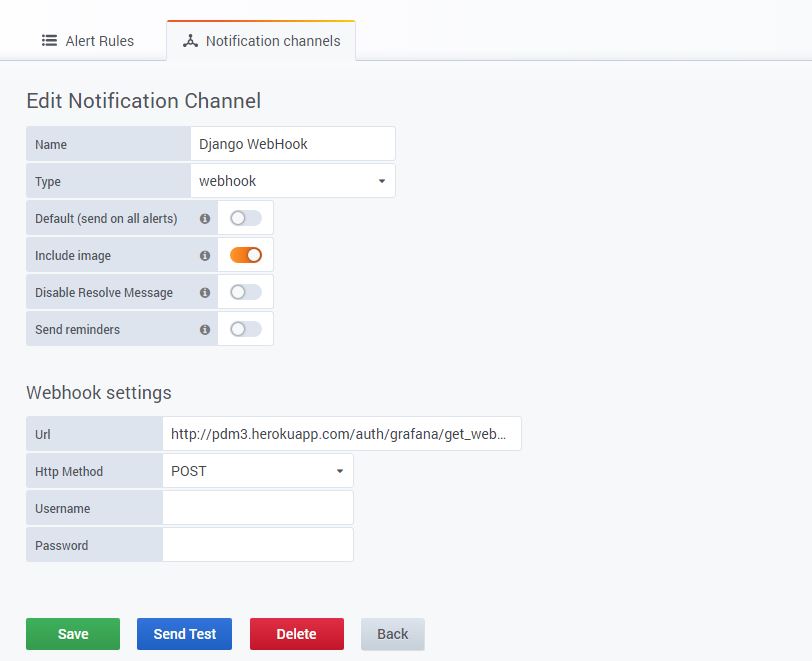 Alert Rules Notification channels
Edit Notification Channel
Name Django WebHook
Type webhook
Default (send on all alerts)
Include image
Disable Resolve Message
Send reminders
Webhook settings
Url http://pdm3.herokuapp.com/auth/grafana/get_web...
Http Method POST
Username
Password
Save Send Test Delete Back